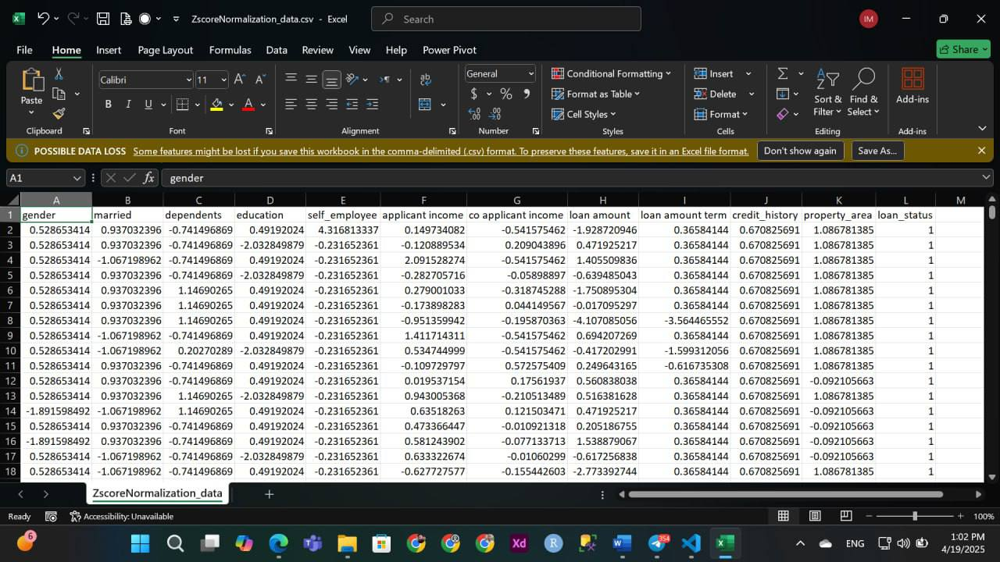 ZscoreNormalization_data.csv - Excel
Search
IM
File Home Insert Page Layout Formulas Data Review View Help Power Pivot
Share
Paste
Clipboard
Calibri 11
B I U
Font
Alignment
General
$ % 9
Number
Conditional Formatting
Format as Table
Cell Styles
Styles
Insert
Delete
Format
Cells
Sort & Filter
Find & Select
Editing
Add-ins
Add-ins
POSSIBLE DATA LOSS Some features might be lost if you save this workbook in the comma-delimited (.csv) format. To preserve these features, save it in an Excel file format. Don't show again Save As...
A1 fx gender
A B C D E F G H I J K L M
1 gender married dependents education self_employee applicant income co applicant income loan amount loan amount term credit_history property_area loan_status
2 0.528653414 0.937032396 -0.741496869 0.49192024 4.316813337 0.149734082 -0.541575462 -1.928720946 0.36584144 0.670825691 1.086781385 1
3 0.528653414 0.937032396 -0.741496869 -2.032849879 -0.231652361 -0.120889534 0.209043896 0.471925217 0.36584144 0.670825691 1.086781385 1
4 0.528653414 -1.067198962 -0.741496869 0.49192024 -0.231652361 2.091528274 -0.541575462 1.405509836 0.36584144 0.670825691 1.086781385 1
5 0.528653414 0.937032396 -0.741496869 -2.032849879 -0.231652361 -0.282705716 -0.05898897 -0.639485043 0.36584144 0.670825691 1.086781385 1
6 0.528653414 0.937032396 1.14690265 0.49192024 -0.231652361 0.279001033 -0.318745288 -1.750895304 0.36584144 0.670825691 1.086781385 1
7 0.528653414 0.937032396 1.14690265 0.49192024 -0.231652361 -0.173898283 0.044149567 -0.017095297 0.36584144 0.670825691 1.086781385 1
8 0.528653414 0.937032396 1.14690265 0.49192024 -0.231652361 -0.951359942 -0.195870363 -4.107085056 -3.564465552 0.670825691 1.086781385 1
9 0.528653414 -1.067198962 -0.741496869 0.49192024 -0.231652361 1.411714311 -0.541575462 0.694207269 0.36584144 0.670825691 1.086781385 1
10 0.528653414 -1.067198962 0.20270289 -2.032849879 -0.231652361 0.534744999 -0.541575462 -0.417202991 -1.599312056 0.670825691 1.086781385 1
11 0.528653414 0.937032396 -0.741496869 0.49192024 -0.231652361 -0.109729797 0.572575409 0.249643165 -0.616735308 0.670825691 1.086781385 1
12 0.528653414 0.937032396 -0.741496869 0.49192024 -0.231652361 0.019537154 0.17561937 0.560838038 0.36584144 0.670825691 -0.092105663 1
13 0.528653414 0.937032396 1.14690265 -2.032849879 -0.231652361 0.943005368 -0.210513489 0.516381628 0.36584144 0.670825691 1.086781385 1
14 -1.891598492 -1.067198962 1.14690265 0.49192024 -0.231652361 0.63518263 0.121503471 0.471925217 0.36584144 0.670825691 -0.092105663 1
15 0.528653414 0.937032396 -0.741496869 0.49192024 -0.231652361 0.473366447 -0.010921318 0.205186755 0.36584144 0.670825691 -0.092105663 1
16 -1.891598492 -1.067198962 -0.741496869 0.49192024 -0.231652361 0.581243902 -0.077133713 1.538879067 0.36584144 0.670825691 -0.092105663 1
17 0.528653414 -1.067198962 -0.741496869 -2.032849879 -0.231652361 0.633322674 -0.01060701 -0.617256838 0.36584144 0.670825691 -0.092105663 1
18 0.528653414 -1.067198962 -0.741496869 0.49192024 -0.231652361 -0.627727577 -0.155442603 -2.773392744 0.36584144 0.670825691 1.086781385 1
ZscoreNormalization_data
Ready Accessibility: Unavailable 100%
6
Xd R W 354
ENG
1:02 PM
4/19/2025